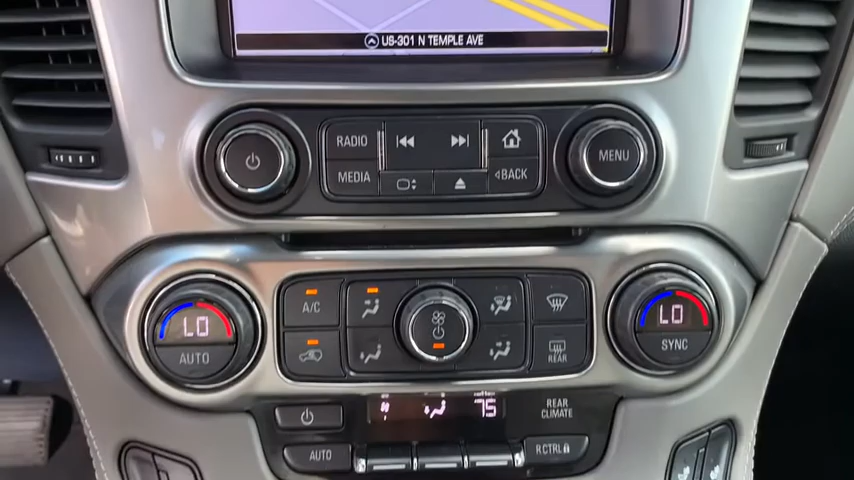 US-301 N TEMPLE AVE
RADIO
MEDIA
BACK
MENU
LO
AUTO
A/C
REAR
LO
SYNC
75
REAR
CLIMATE
AUTO
RCTRL